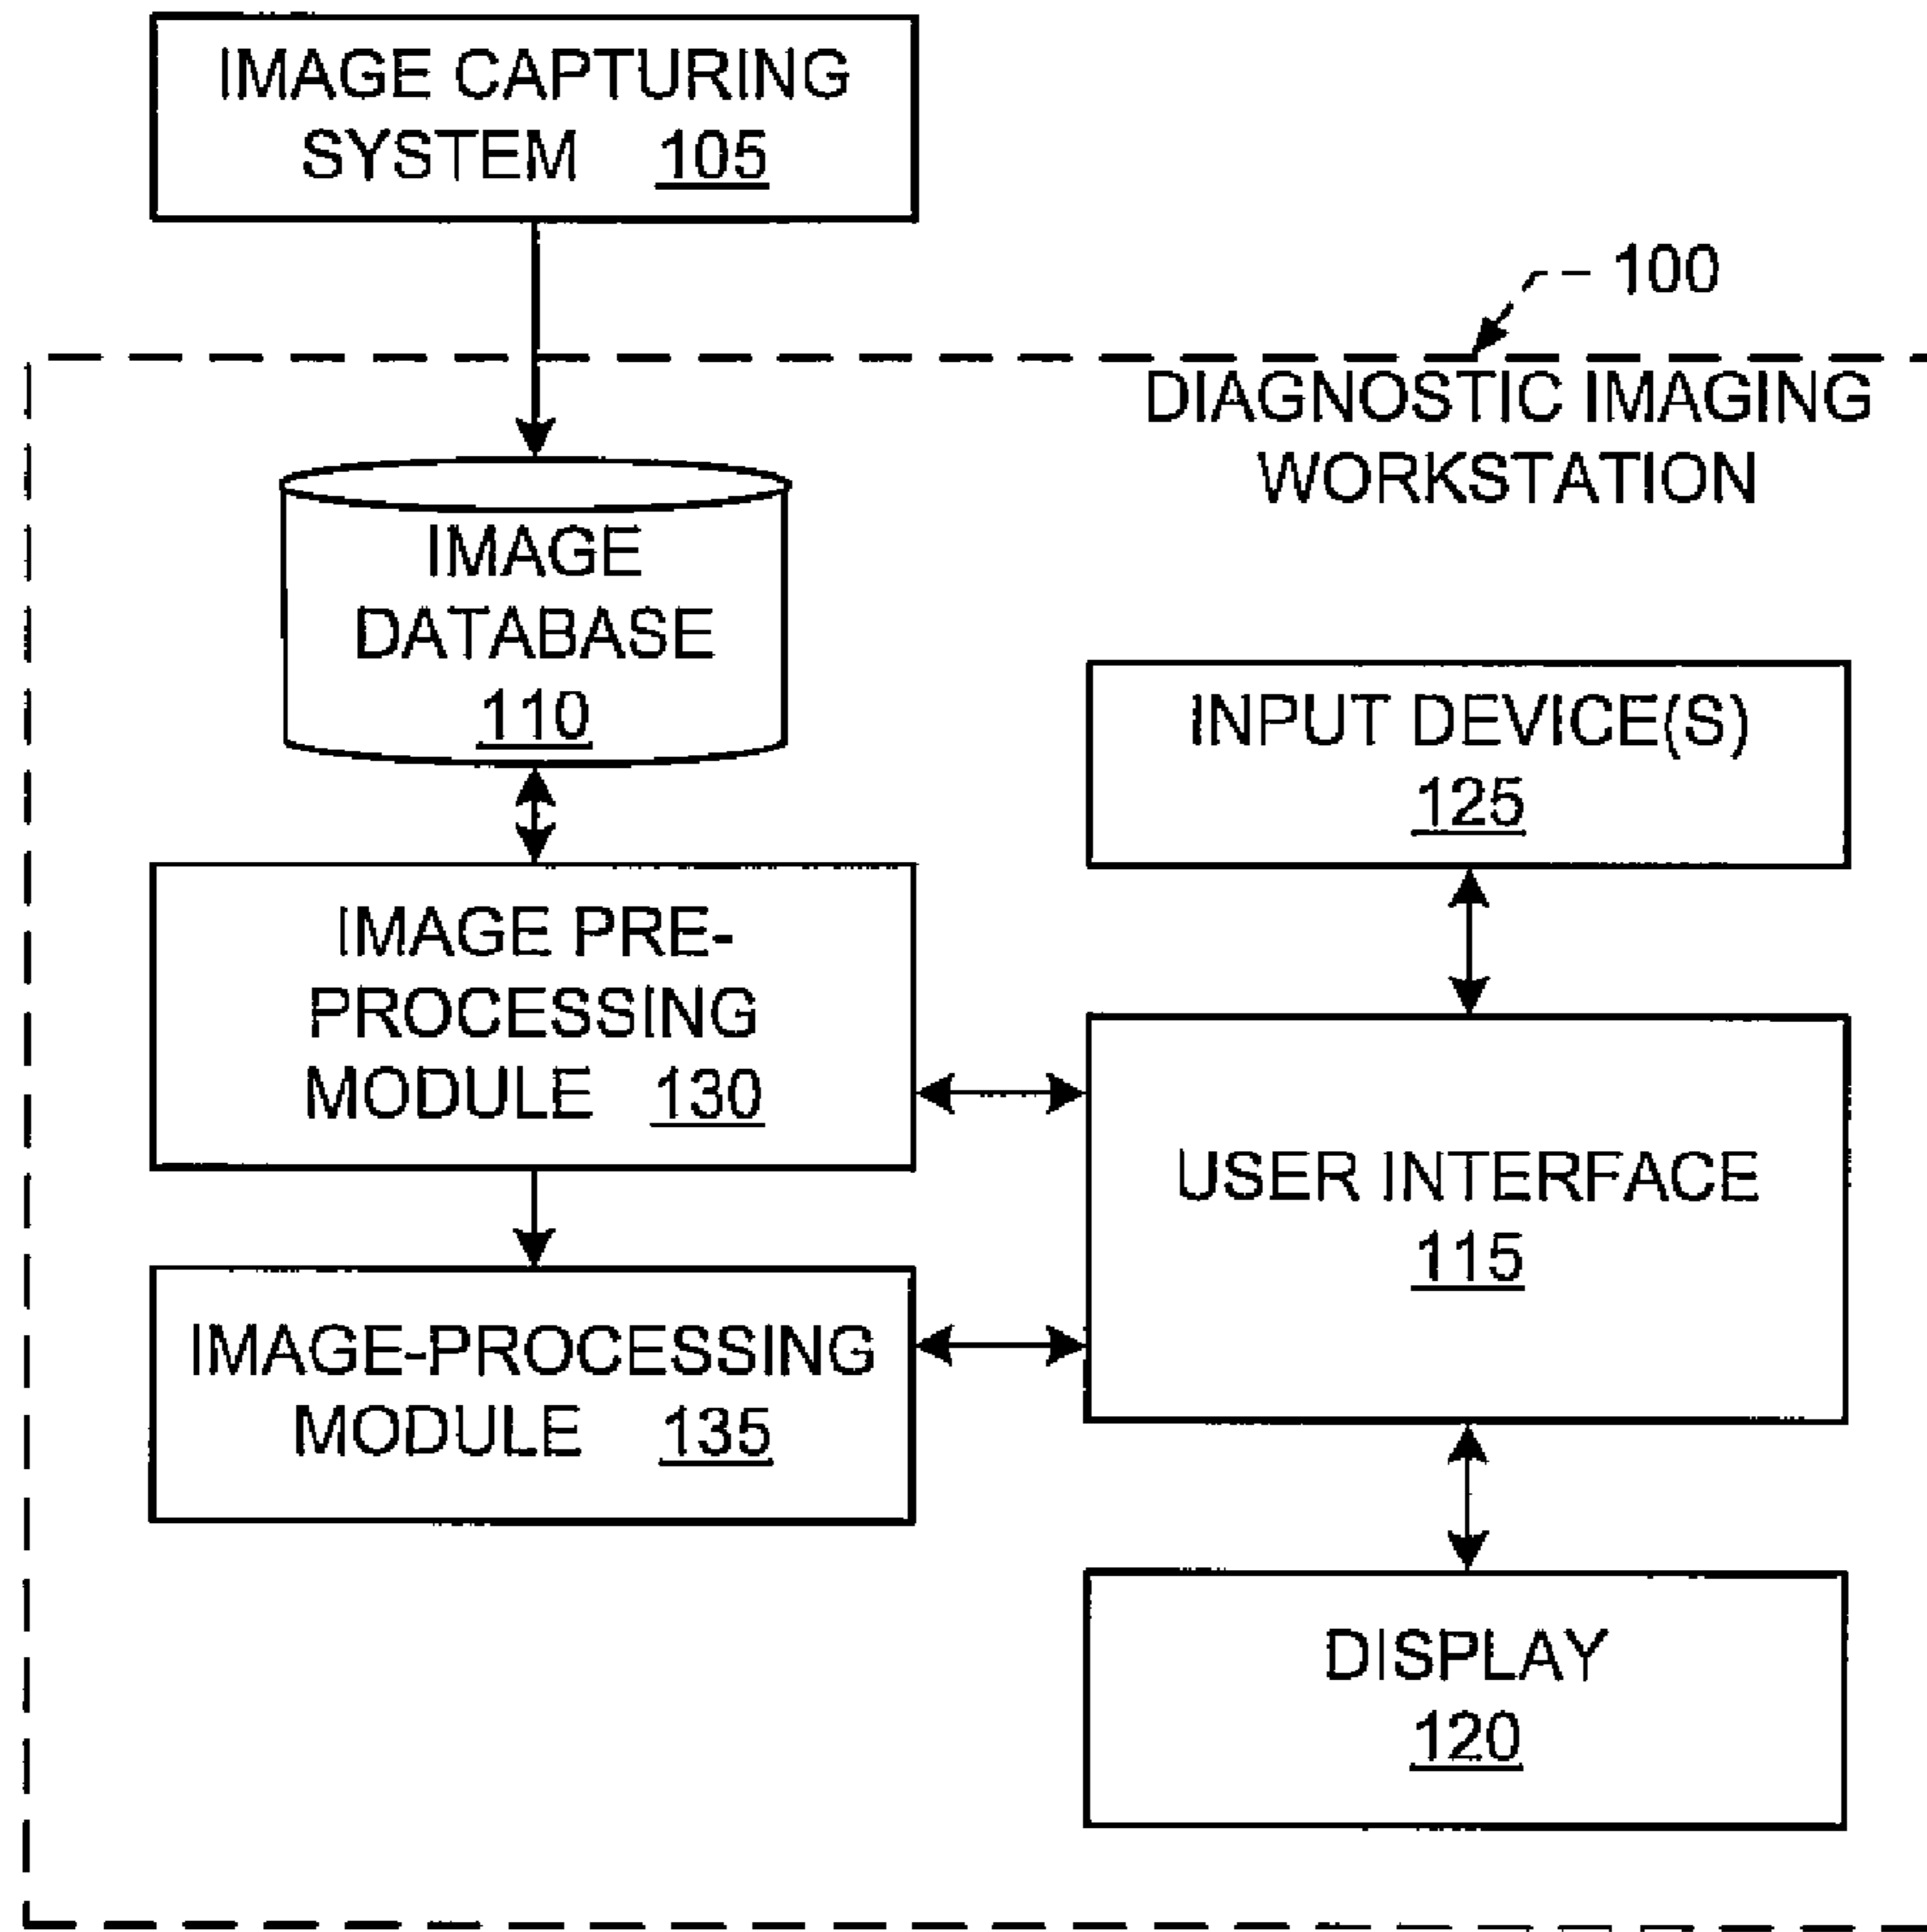 IMAGE CAPTURING
SYSTEM 105
100
DIAGNOSTIC IMAGING
WORKSTATION
IMAGE
DATABASE
110
INPUT DEVICE(S)
125
IMAGE PRE-
PROCESSING
MODULE 130
USER INTERFACE
115
IMAGE-PROCESSING
MODULE 135
DISPLAY
120